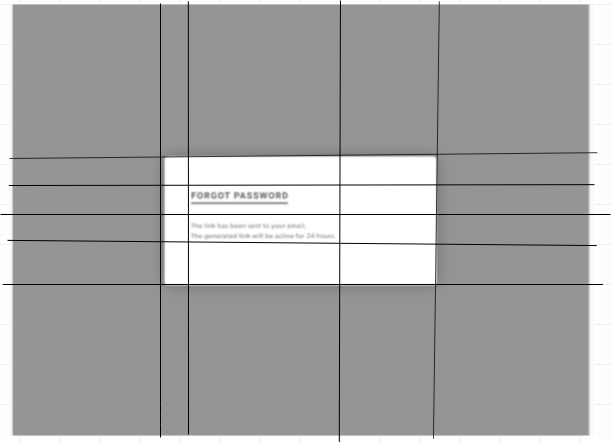 FORGOT PASSWORD
The link has been sent to your email.
The generated link will be active for 24 hours.